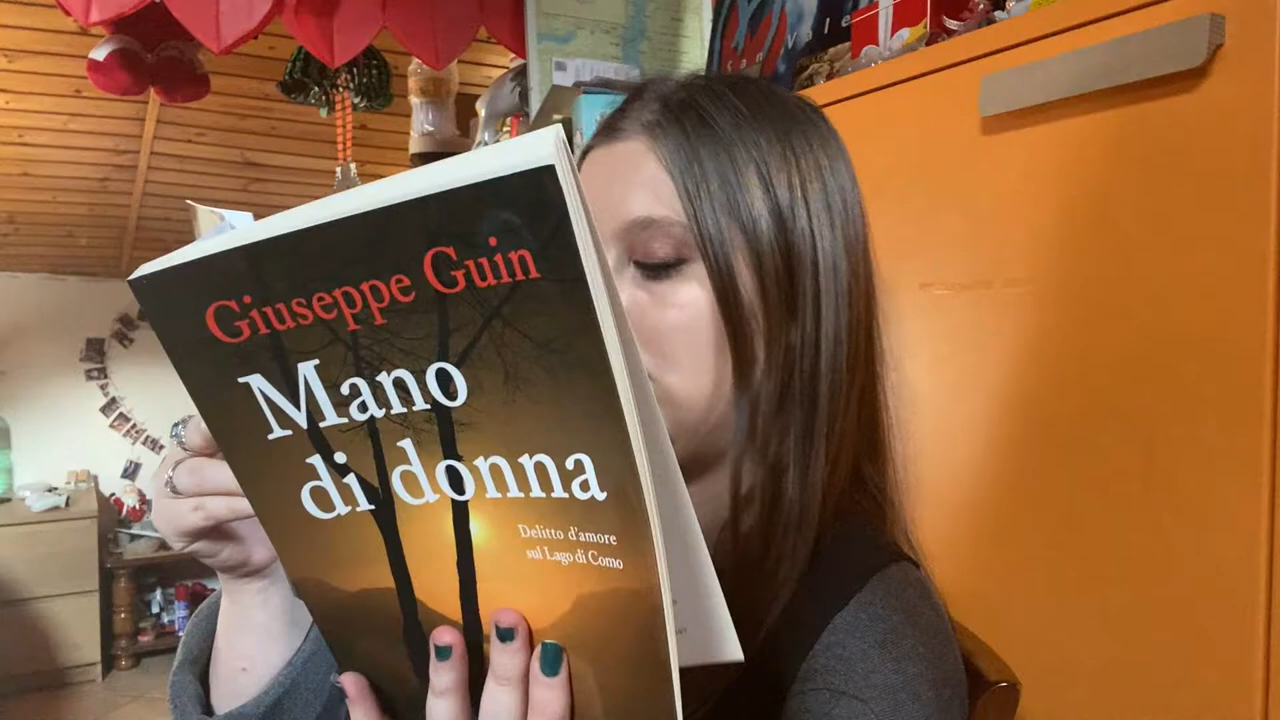 Giuseppe Guin
Mano
di donna
Delitto d'amore
sul Lago di Como